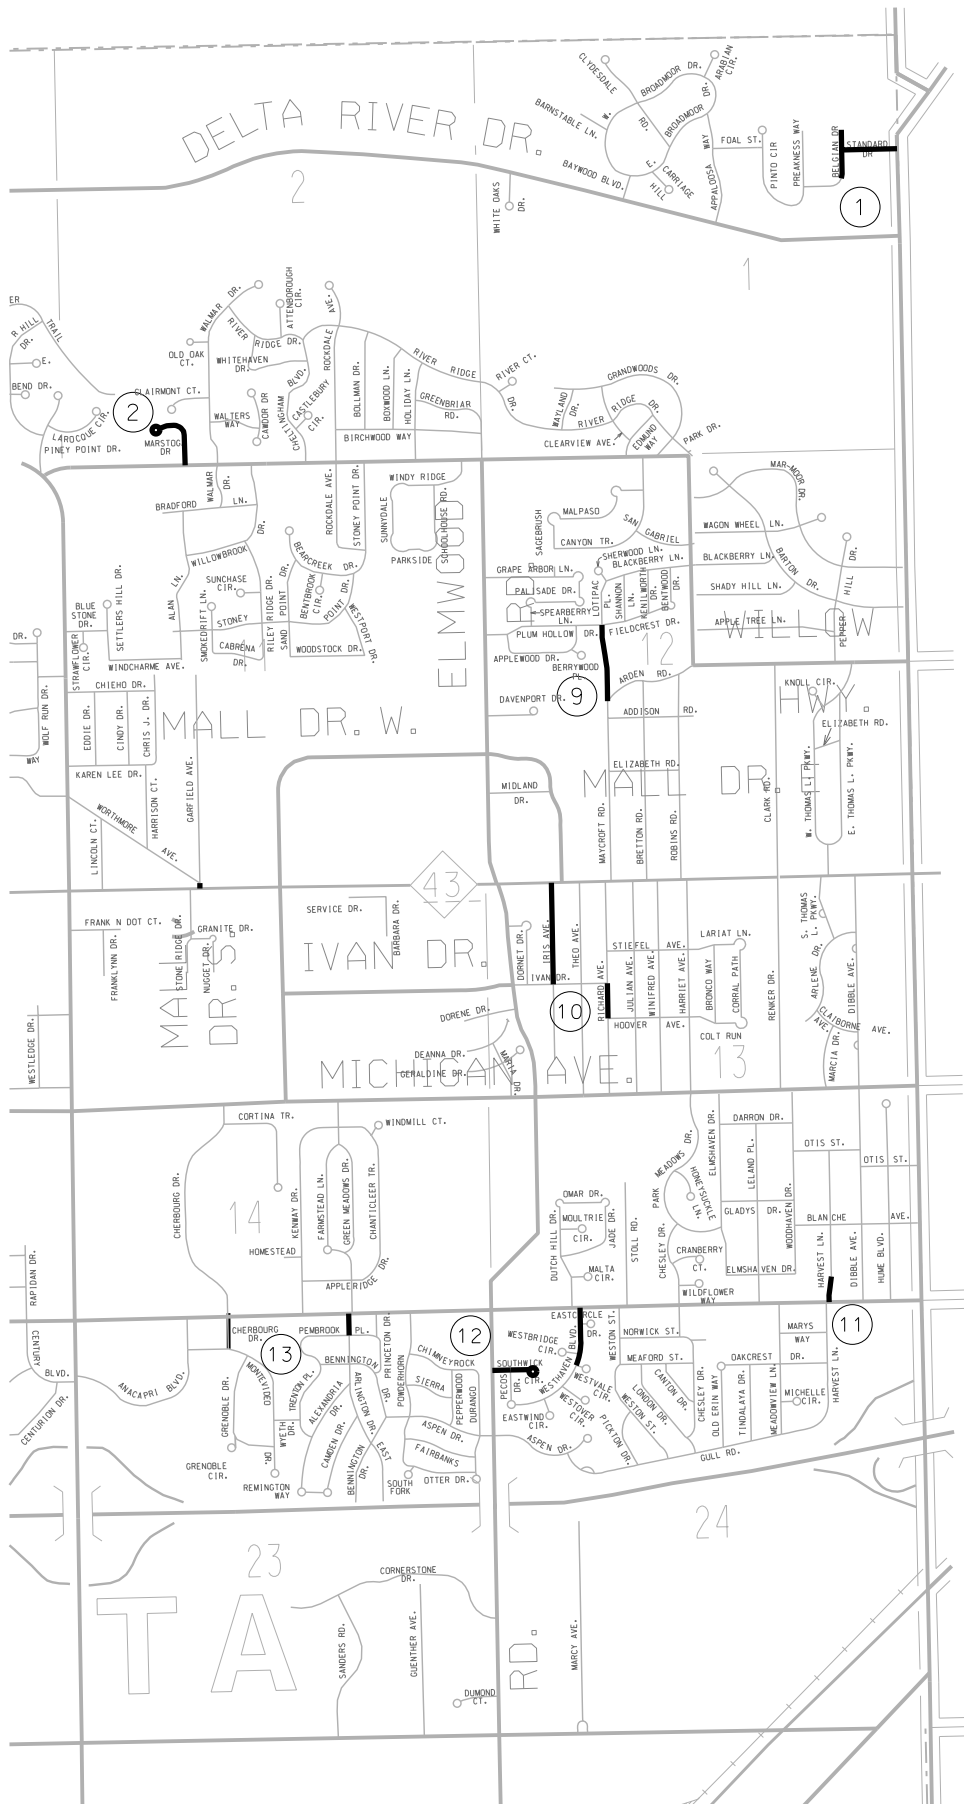 CLYDESDALE
RD.
BROADMOOR DR.
ARABIAN
CIR.
BARNSTABLE LN.
W.
BROADMOOR
DR.
DELTA RIVER DR.
WAY
APPALOOSA
FOAL ST.
PINTO CIR
PREAKNESS WAY
BELGIAN DR
STANDARD
DR
BAYWOOD BLVD.
E.
CARRIAGE
HILL
WHITE OAKS
DR.
2
1
1
ER
R HILL
DR.
TRAIL
E.
BEND DR.
LAROCQUE CIR.
PINEY POINT DR.
WALMAR DR.
ATTENBOROUGH
CIR.
RIVER
RIDGE DR.
ROCKDALE
AVE.
OLD OAK
CT.
WHITEHAVEN
DR.
CLAIRMONT CT.
2
MARSTOG
DR
WALTERS
WAY
CAWDOR DR
CHELTINGHAM
BLVD.
CASTLEBURY
CIR.
BOLLMAN DR.
BOXWOOD LN.
HOLIDAY LN.
RIVER
RIDGE
DR.
GREENBRIAR
RD.
BIRCHWOOD WAY
RIVER CT.
WAYLAND
DR.
GRANDWOODS DR.
RIVER
RIDGE
DR.
CLEARVIEW AVE.
EDMUND
WAY
PARK DR.
WALMAR
DR.
BRADFORD
LN.
WILLOWBROOK
DR.
ALAN
LN.
ROCKDALE AVE.
STONEY POINT DR.
WINDY RIDGE
SUNNYDALE
SCHOOLHOUSE RD.
PARKSIDE
ELMWOOD
RD.
SAGEBRUSH
MALPASO
CANYON TR.
SAN GABRIEL
MAR-MOOR DR.
WAGON WHEEL LN.
BLACKBERRY LN.
BARTON
DR.
SHADY HILL LN.
APPLE TREE LN.
PEPPER
HILL
DR.
WILLOW
HWY.
GRAPE ARBOR LN.
PALISADE DR.
SPEARBERRY
LN.
PLUM HOLLOW
DR.
APPLEWOOD DR.
BERRYWOOD
PL.
SHERWOOD LN.
BLACKBERRY LN.
LOTIPAC
PL.
SHANNON
LN.
KENILWORTH
DR.
BENTWOOD
DR.
FIELDCREST DR.
12
ARDEN RD.
9
DAVENPORT DR.
ADDISON
RD.
BLUE
STONE
DR.
SETTLERS HILL DR.
STRAWFLOWER
CIR.
WINDCHARME AVE.
SUNCHASE
CIR.
SMOKEDRIFT LN.
STONEY
POINT DR.
CABRENA
DR.
RILEY RIDGE DR.
SAND
POINT
DR.
BEARCREEK DR.
BENTBROOK
CIR.
WESTPORT DR.
WOODSTOCK DR.
11
DR.
WOLF RUN DR.
WAY
CHIEHO DR.
EDDIE DR.
CINDY DR.
CHRIS J. DR.
KAREN LEE DR.
GARFIELD AVE.
HARRISON CT.
LINCOLN CT.
WORTHMORE
AVE.
MALL DR. W.
MIDLAND
DR.
MALL DR. E.
ELIZABETH RD.
MAYCROFT RD.
BRETTON RD.
ROBINS RD.
CLARK RD.
KNOLL CIR.
ELIZABETH RD.
W. THOMAS L. PKWY.
E. THOMAS L. PKWY.
43
FRANK N DOT CT.
FRANKLYNN DR.
STONE RIDGE DR.
GRANITE DR.
NUGGET DR.
MALL DR. S.
SERVICE DR.
BARBARA DR.
IVAN DR.
DORNET DR.
IRIS AVE.
IVAN DR.
THEO AVE.
10
RICHARD AVE.
STIEFEL
AVE.
JULIAN AVE.
WINIFRED AVE.
HARRIET AVE.
HOOVER
AVE.
LARIAT LN.
BRONCO WAY
CORRAL PATH
COLT RUN
RENKER DR.
13
S. THOMAS
L. PKWY.
ARLENE DR.
DIBBLE AVE.
CLAIBORNE AVE.
AVE.
MARCIA DR.
WESTLEDGE DR.
DORENE DR.
DEANNA DR.
GERALDINE DR.
MARIA
DR.
MICHIGAN AVE.
CORTINA TR.
CHERBOURG DR.
14
KENWAY DR.
HOMESTEAD
FARMSTEAD LN.
GREEN MEADOWS DR.
CHANTICLEER TR.
WINDMILL CT.
APPLERIDGE DR.
OMAR DR.
MOULTRIE
CIR.
DUTCH HILL DR.
JADE DR.
MALTA
CIR.
STOLL RD.
PARK
MEADOWS DR.
HONEYSUCKLE
LN.
CHESLEY DR.
CRANBERRY
CT.
WILDFLOWER
WAY
ELMSHAVEN DR.
DARRON DR.
LELAND PL.
GLADYS
DR.
WOODHAVEN DR.
ELMSHAVEN DR.
OTIS ST.
OTIS ST.
BLANCHE
AVE.
HARVEST LN.
DIBBLE AVE.
HUME BLVD.
RAPIDAN DR.
CENTURY
BLVD.
CENTURION DR.
ANACAPRI BLVD.
CHERBOURG
DR.
13
MONTEVIDEO
DR.
GRENOBLE DR.
GRENOBLE
CIR.
PEMBROOK
PL.
BENNINGTON
DR.
TRENTON PL.
WYETH
DR.
ALEXANDRIA
DR.
CAMDEN DR.
ARLINGTON DR.
BENNINGTON
DR.
EAST
REMINGTON
WAY
PRINCETON DR.
POWDERHORN
CHIMNEYROCK
SIERRA
PEPPERWOOD
DURANGO
ASPEN DR.
FAIRBANKS
SOUTH
FORK
OTTER DR.
12
SOUTHWICK
CIR.
PECOS
DR.
EASTCIRCLE
DR.
WESTBRIDGE
CIR.
WESTHAVEN
BLVD.
WESTVALE
CIR.
WESTOVER
CIR.
EASTWIND
CIR.
ASPEN DR.
PICKTON DR.
WESTON ST.
NORWICK ST.
MEAFORD ST.
LONDON DR.
WESTON ST.
CANTON DR.
CHESLEY DR.
OLD ERIN WAY
TINDALAYA DR.
OAKCREST
DR.
MEADOWVIEW LN.
MARYS
WAY
MICHELLE
CIR.
HARVEST LN.
11
GULL RD.
24
23
TA
CORNERSTONE
DR.
SANDERS RD.
GUENTHER AVE.
DUMOND
CT.
RD.
MARCY AVE.